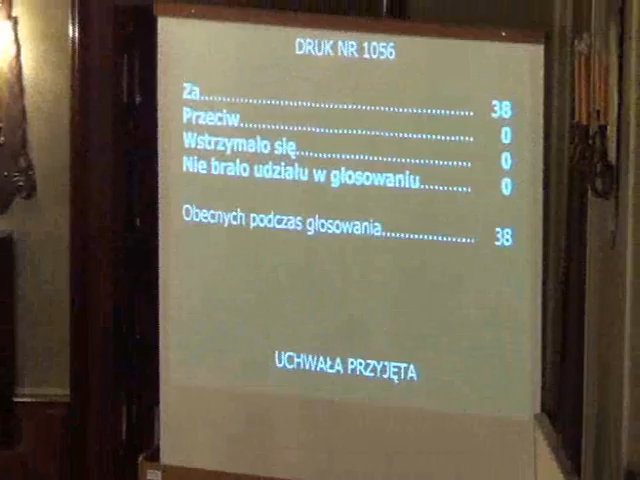 DRUK NR 1056
Za.................................................. 38
Przeciw............................................ 0
Wstrzymało się................................ 0
Nie brało udziału w głosowaniu.......... 0
Obecnych podczas głosowania.................. 38
UCHWAŁA PRZYJĘTA